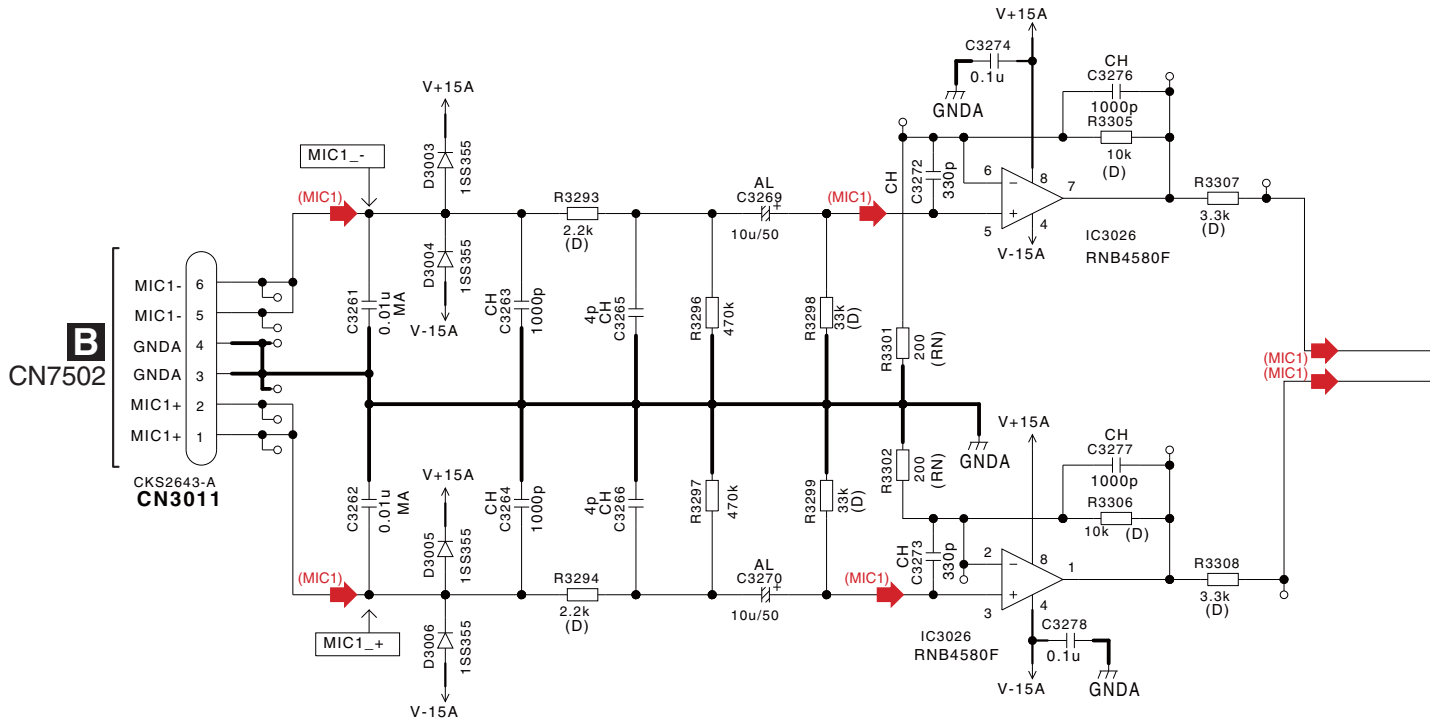 V+15A
C3274
0.1u
GNDA
CH
C3276
1000p
R3305
10k
(D)
V+15A
MIC1_-
D3003
1SS355
(MIC1)
R3293
2.2k
(D)
AL
C3269
10u/50
(MIC1)
CH
C3272
330p
6
5
8
7
4
V-15A
IC3026
RNB4580F
R3307
3.3k
(D)
D3004
1SS355
V-15A
MIC1- 6
MIC1- 5
GNDA 4
GNDA 3
MIC1+ 2
MIC1+ 1
B
CN7502
CKS2643-A
CN3011
C3261
0.01u
MA
CH
C3263
1000p
4p
CH
C3265
R3296
470k
R3298
33k
(D)
R3301
200
(RN)
(MIC1)
(MIC1)
GNDA
C3262
0.01u
MA
V+15A
D3005
1SS355
CH
C3264
1000p
4p
CH
C3266
R3297
470k
R3299
33k
(D)
R3302
200
(RN)
V+15A
CH
C3277
1000p
R3306
10k
(D)
(MIC1)
R3294
2.2k
(D)
AL
C3270
10u/50
(MIC1)
CH
C3273
330p
2
3
8
1
4
R3308
3.3k
(D)
MIC1_+
D3006
1SS355
V-15A
IC3026
RNB4580F
C3278
0.1u
V-15A
GNDA